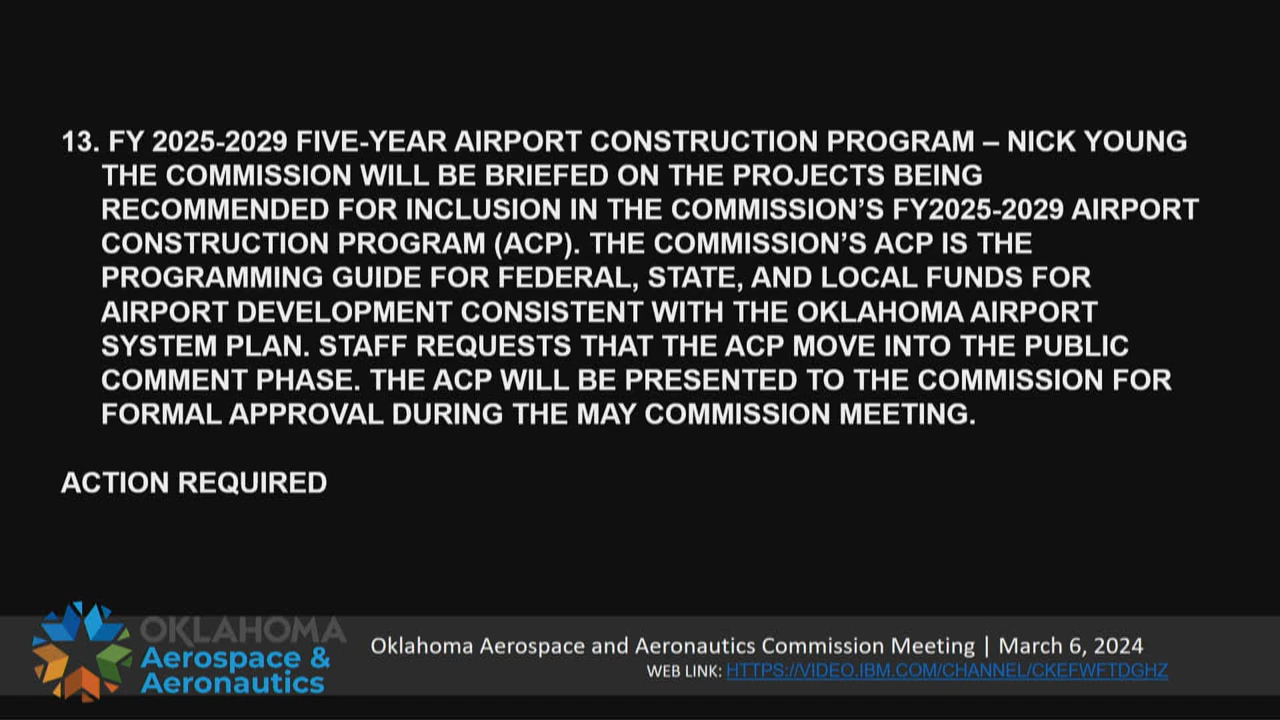 13. FY 2025-2029 FIVE-YEAR AIRPORT CONSTRUCTION PROGRAM – NICK YOUNG
THE COMMISSION WILL BE BRIEFED ON THE PROJECTS BEING
RECOMMENDED FOR INCLUSION IN THE COMMISSION'S FY2025-2029 AIRPORT
CONSTRUCTION PROGRAM (ACP). THE COMMISSION'S ACP IS THE
PROGRAMMING GUIDE FOR FEDERAL, STATE, AND LOCAL FUNDS FOR
AIRPORT DEVELOPMENT CONSISTENT WITH THE OKLAHOMA AIRPORT
SYSTEM PLAN. STAFF REQUESTS THAT THE ACP MOVE INTO THE PUBLIC
COMMENT PHASE. THE ACP WILL BE PRESENTED TO THE COMMISSION FOR
FORMAL APPROVAL DURING THE MAY COMMISSION MEETING.
ACTION REQUIRED
OKLAHOMA
Aerospace &
Aeronautics
Oklahoma Aerospace and Aeronautics Commission Meeting | March 6, 2024
WEB LINK: HTTPS://VIDEO.IBM.COM/CHANNEL/CKEFWFTDGHZ